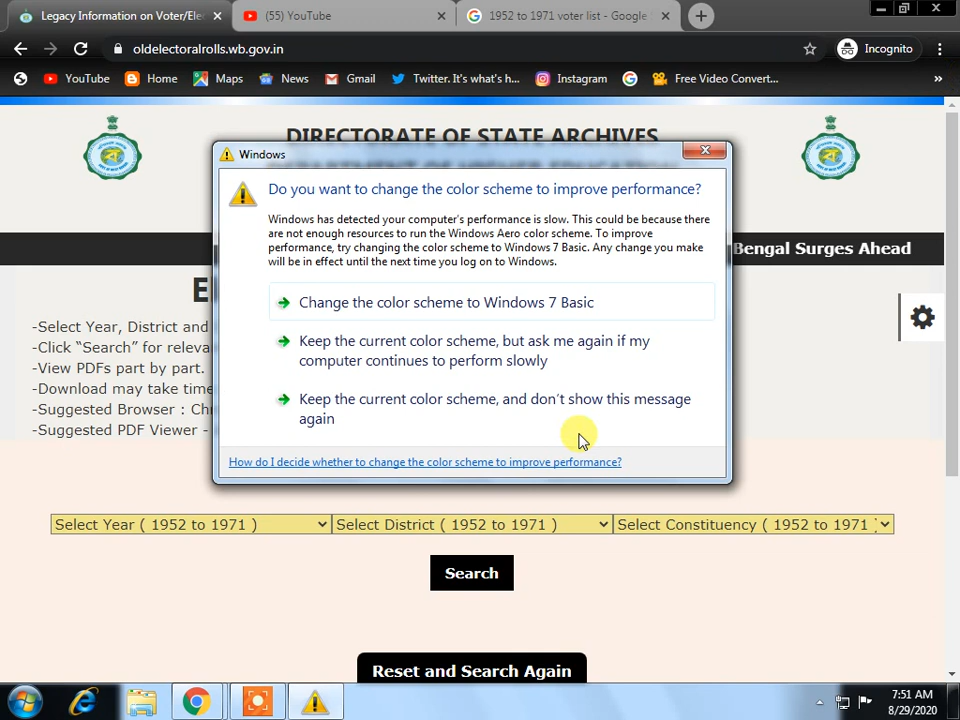 Legacy Information on Voter/Ele
(55) YouTube
1952 to 1971 voter list - Google
oldelectoralrolls.wb.gov.in
Incognito
YouTube
Home
Maps
News
Gmail
Twitter. It's what's h...
Instagram
Free Video Convert...
»
DIRECTORATE OF STATE ARCHIVES
Bengal Surges Ahead
E
-Select Year, District and
-Click “Search” for releva
-View PDFs part by part.
-Download may take time
-Suggested Browser : Ch
-Suggested PDF Viewer -
Windows
Do you want to change the color scheme to improve performance?
Windows has detected your computer's performance is slow. This could be because there
are not enough resources to run the Windows Aero color scheme. To improve
performance, try changing the color scheme to Windows 7 Basic. Any change you make
will be in effect until the next time you log on to Windows.
Change the color scheme to Windows 7 Basic
Keep the current color scheme, but ask me again if my
computer continues to perform slowly
Keep the current color scheme, and don't show this message
again
How do I decide whether to change the color scheme to improve performance?
Select Year ( 1952 to 1971 )
Select District ( 1952 to 1971 )
Select Constituency ( 1952 to 1971 )
Search
Reset and Search Again
7:51 AM
8/29/2020